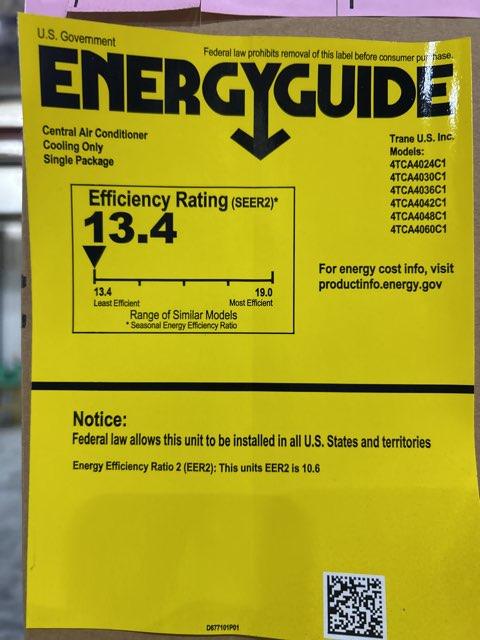 U.S. Government
Federal law prohibits removal of this label before consumer purchase.
ENERGYGUIDE
Central Air Conditioner
Cooling Only
Single Package
Trane U.S. Inc.
Models:
4TCA4024C1
4TCA4030C1
4TCA4036C1
4TCA4042C1
4TCA4048C1
4TCA4060C1
Efficiency Rating (SEER2)*
13.4
13.4 19.0
Least Efficient Most Efficient
Range of Similar Models
* Seasonal Energy Efficiency Ratio
For energy cost info, visit
productinfo.energy.gov
Notice:
Federal law allows this unit to be installed in all U.S. States and territories
Energy Efficiency Ratio 2 (EER2): This units EER2 is 10.6
D677101P01